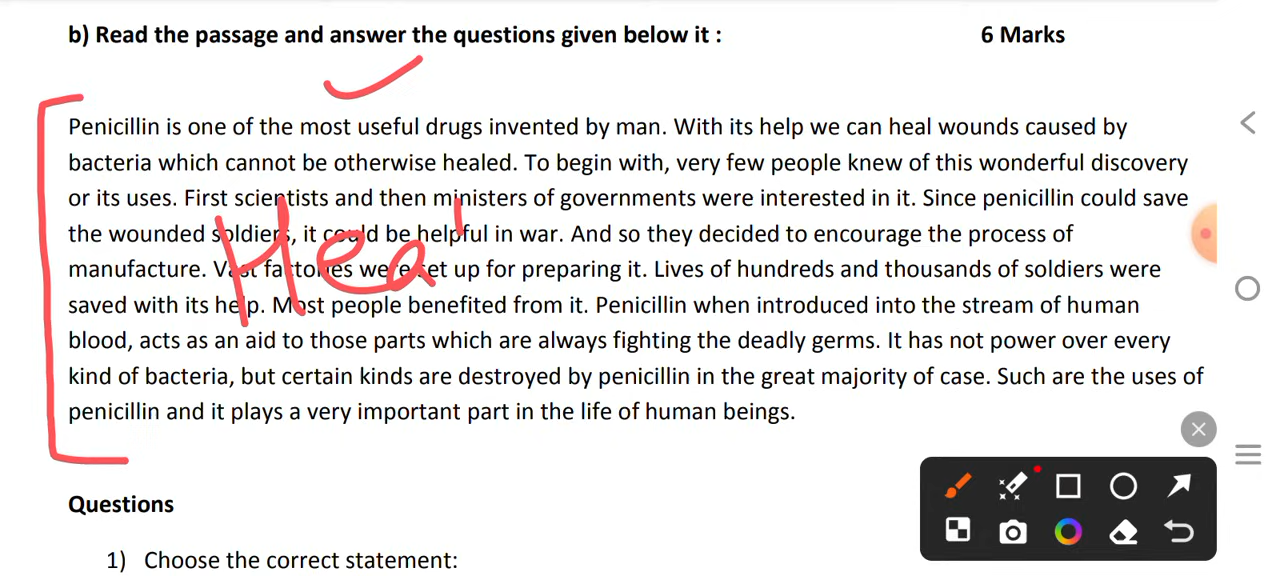 b) Read the passage and answer the questions given below it : 6 Marks
Penicillin is one of the most useful drugs invented by man. With its help we can heal wounds caused by
bacteria which cannot be otherwise healed. To begin with, very few people knew of this wonderful discovery
or its uses. First scientists and then ministers of governments were interested in it. Since penicillin could save
the wounded soldiers, it could be helpful in war. And so they decided to encourage the process of
manufacture. Vast factories were set up for preparing it. Lives of hundreds and thousands of soldiers were
saved with its help. Most people benefited from it. Penicillin when introduced into the stream of human
blood, acts as an aid to those parts which are always fighting the deadly germs. It has not power over every
kind of bacteria, but certain kinds are destroyed by penicillin in the great majority of case. Such are the uses of
penicillin and it plays a very important part in the life of human beings.
Hea'
Questions
1) Choose the correct statement: